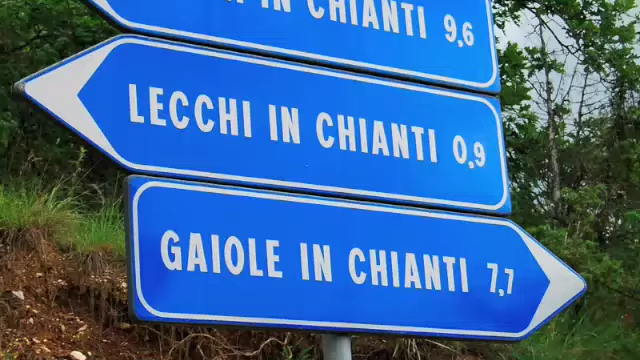 IN CHIANTI 9,6
LECCHI IN CHIANTI 0,9
GAIOLE IN CHIANTI 7,7